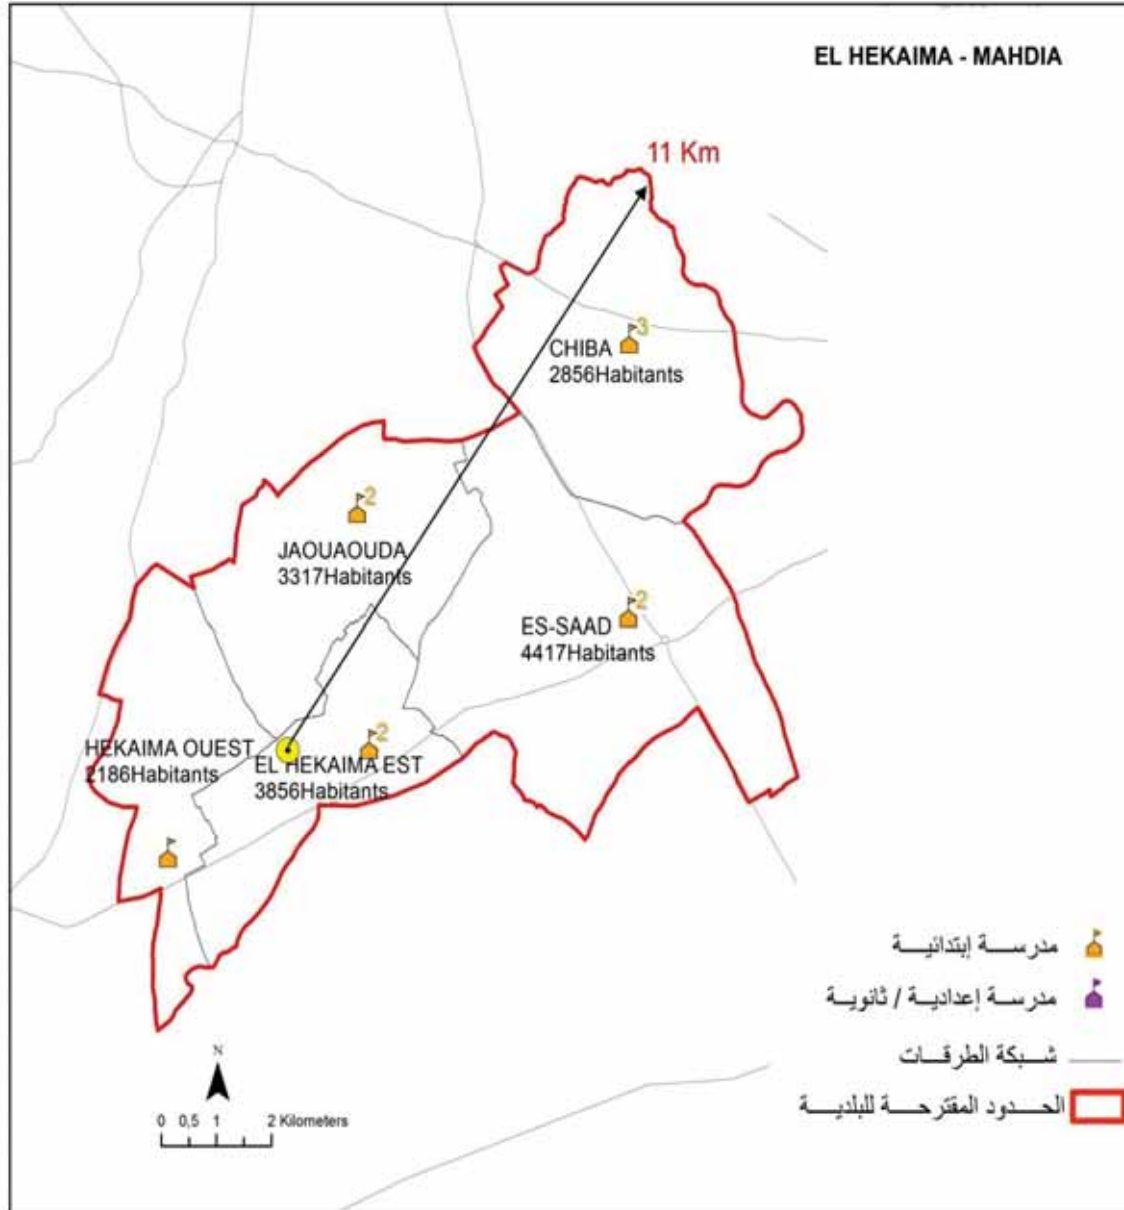 EL HEKAIMA - MAHDIA
11 Km
3
CHIBA
2856Habitants
2
JAOUAOUDA
3317Habitants
2
ES-SAAD
4417Habitants
2
HEKAIMA OUEST
2186Habitants
EL HEKAIMA EST
3856Habitants
مدرسة إبتدائية
مدرسة إعدادية / ثانوية
شبكة الطرقات
الحدود المقترحة للبلدية
N
0 0,5 1 2 Kilometers